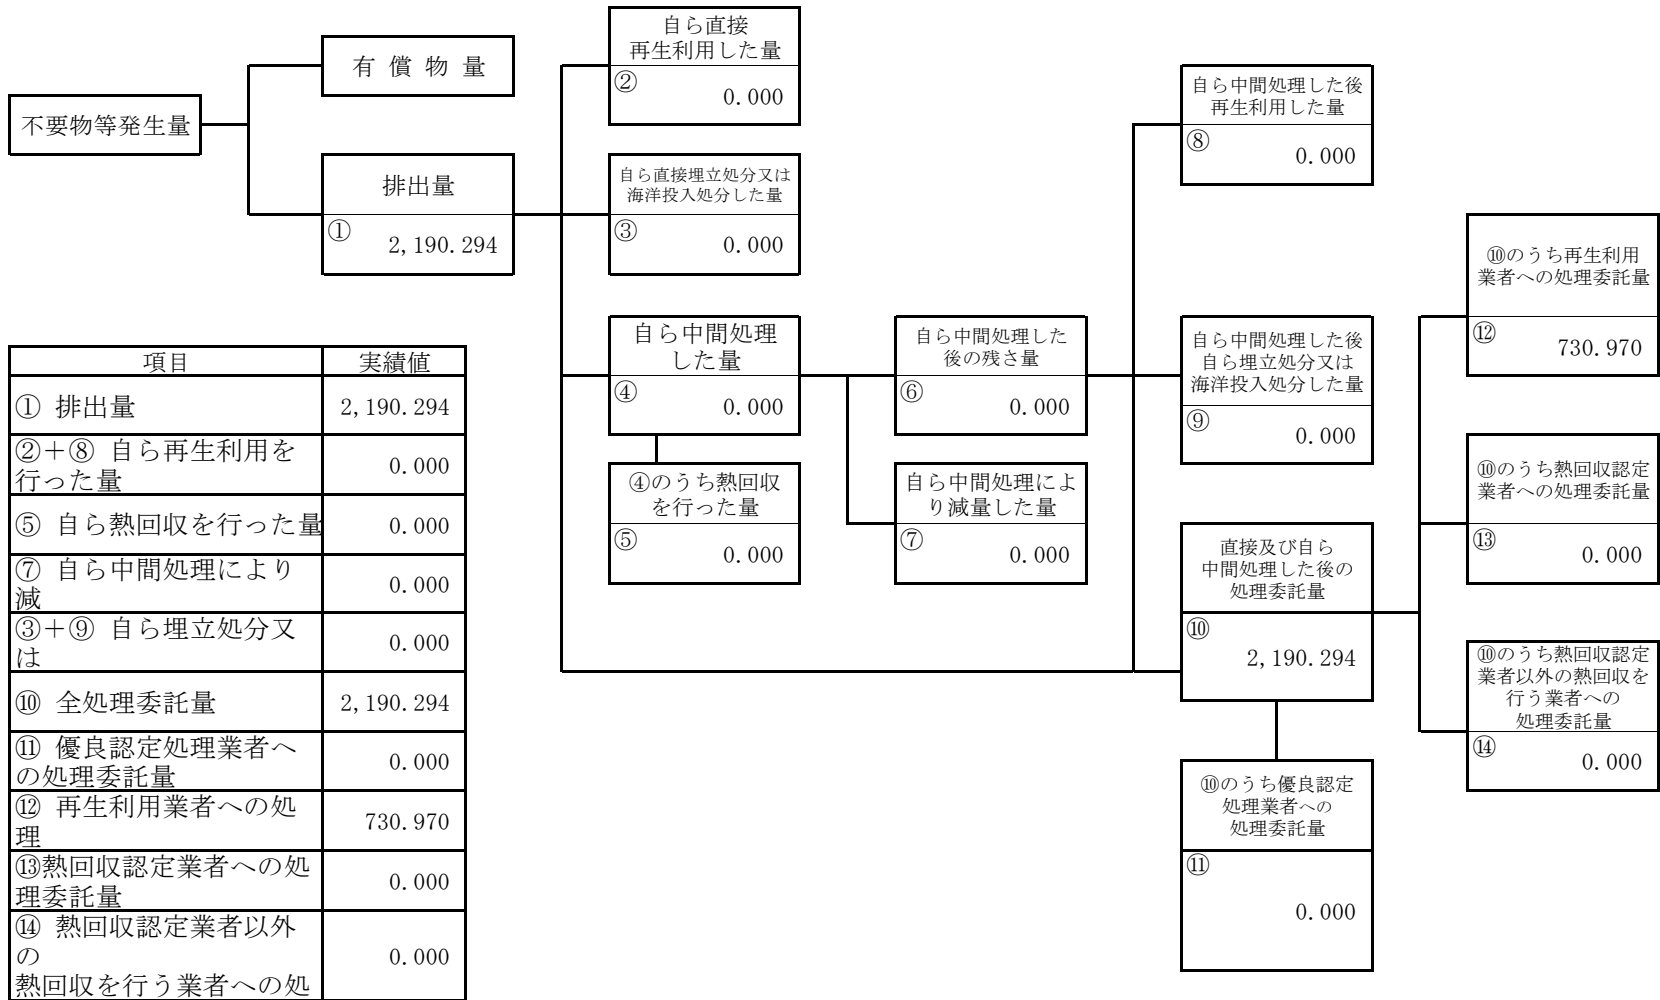 不要物等発生量
有 償 物 量
排出量
①
2,190.294
自ら直接
再生利用した量
②
0.000
自ら直接埋立処分又は
海洋投入処分した量
③
0.000
自ら中間処理
した量
④
0.000
④のうち熱回収
を行った量
⑤
0.000
自ら中間処理した
後の残さ量
⑥
0.000
自ら中間処理によ
り減量した量
⑦
0.000
自ら中間処理した後
再生利用した量
⑧
0.000
自ら中間処理した後
自ら埋立処分又は
海洋投入処分した量
⑨
0.000
直接及び自ら
中間処理した後の
処理委託量
⑩
2,190.294
⑩のうち優良認定
処理業者への
処理委託量
⑪
0.000
⑩のうち再生利用
業者への処理委託量
⑫
730.970
⑩のうち熱回収認定
業者への処理委託量
⑬
0.000
⑩のうち熱回収認定
業者以外の熱回収を
行う業者への
処理委託量
⑭
0.000
項目 実績値
① 排出量 2,190.294
②+⑧ 自ら再生利用を
行った量 0.000
⑤ 自ら熱回収を行った量 0.000
⑦ 自ら中間処理により
減 0.000
③+⑨ 自ら埋立処分又
は 0.000
⑩ 全処理委託量 2,190.294
⑪ 優良認定処理業者へ
の処理委託量 0.000
⑫ 再生利用業者への処
理 730.970
⑬熱回収認定業者への処
理委託量 0.000
⑭ 熱回収認定業者以外
の
熱回収を行う業者への処 0.000